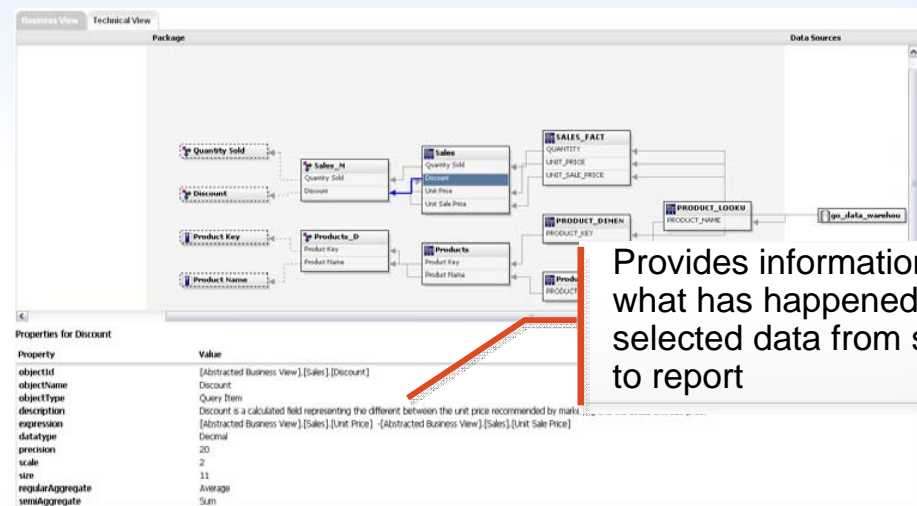 Business View Technical View
Package Data Sources
Quantity Sold
Discount
Product Key
Product Name
Sales_M
Quantity Sold
Discount
Products_D
Product Key
Product Name
Sales
Quantity Sold
Discount
Unit Price
Unit Sale Price
Products
Product Key
Product Name
SALES_FACT
QUANTITY
UNIT_PRICE
UNIT_SALE_PRICE
PRODUCT_DIMEN
PRODUCT_KEY
Produ
PRODUCT
PRODUCT_LOOKU
PRODUCT_NAME
go_data_warehou
Provides information
what has happened
selected data from s
to report
Properties for Discount
Property Value
objectId [Abstracted Business View].[Sales].[Discount]
objectName Discount
objectType Query Item
description Discount is a calculated field representing the different between the unit price recommended by marke
expression [Abstracted Business View].[Sales].[Unit Price] -[Abstracted Business View].[Sales].[Unit Sale Price]
datatype Decimal
precision 20
scale 2
size 11
regularAggregate Average
semiAggregate Sum